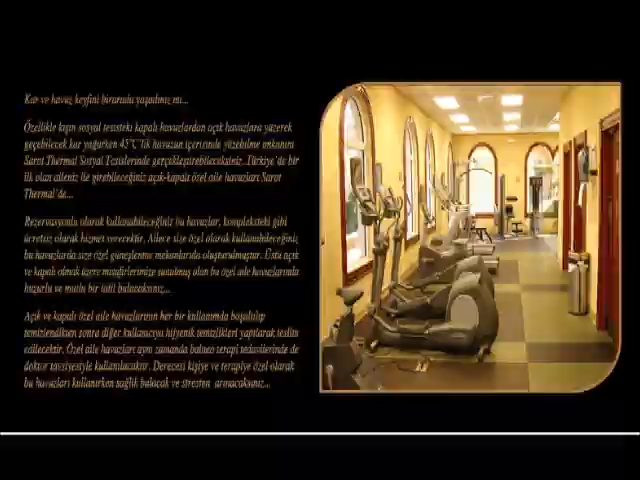 Kar ve havuz keyfini birarada yaşadınız mı...
Özellikle kışın sosyal tesisteki kapalı havuzlardan açık havuzlara yüzerek
geçebilecek kar yağarken 45°C'lik havuzun içerisinde yüzebilme imkanını
Sarot Thermal Sosyal Tesislerinde gerçekleştirebileceksiniz. Türkiye'de bir
ilk olan aileniz ile girebileceğiniz açık-kapalı özel aile havuzları Sarot
Thermal'de...
Rezervasyonlu olarak kullanabileceğiniz bu havuzlar, kompleksteki gibi
ücretsiz olarak hizmet verecektir. Ailece size özel olarak kullanabileceğiniz
bu havuzlarda size özel güneşlenme mekanlarıda oluşturulmuştur. Üstü açık
ve kapalı olmak üzere misafirlerimize sunulmuş olan bu özel aile havuzlarında
huzurlu ve mutlu bir tatil bulacaksınız...
Açık ve kapalı özel aile havuzlarının her bir kullanımda boşaltılıp
temizlendikten sonra diğer kullanıcıya hijyenik temizlikleri yapılarak teslim
edilecektir. Özel aile havuzları aynı zamanda balneo terapi tedavilerinde de
doktor tavsiyesiyle kullanılacaktır. Derecesi kişiye ve terapiye özel olarak
bu havuzları kullanırken sağlık bulacak ve stresten arınacaksınız...